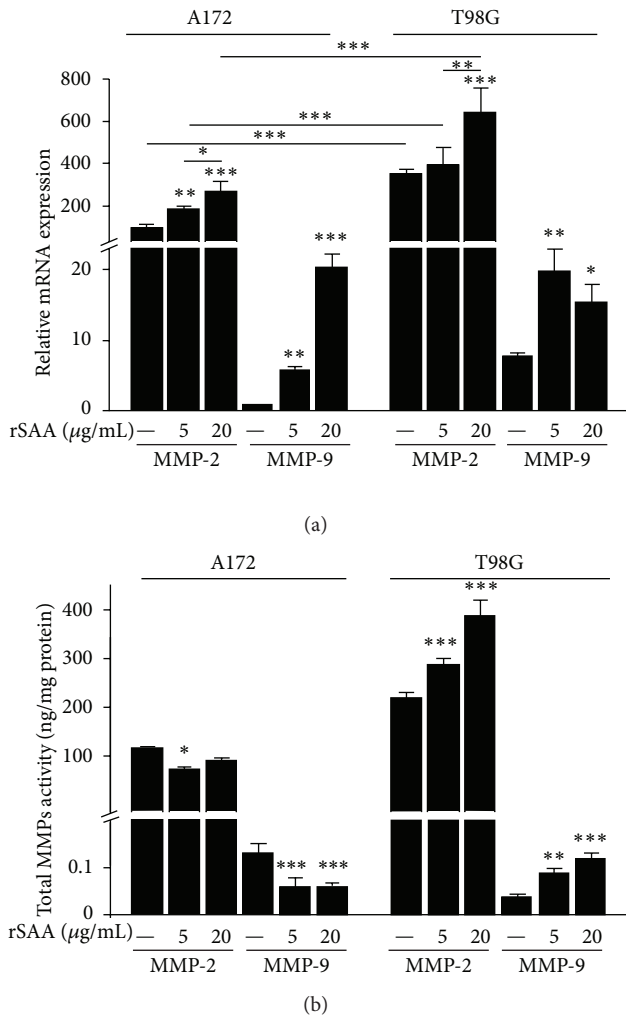 A172 T98G
***
800 ** ***
600
***
***
400 * ***
**
200
***
**
20
*
**
10
0
Relative mRNA expression
rSAA (μg/mL) — 5 20 — 5 20 — 5 20 — 5 20
MMP-2 MMP-9 MMP-2 MMP-9
(a)
A172 T98G
***
400
***
300
200
*
100
***
*** *** **
0.1
0
Total MMPs activity (ng/mg protein)
rSAA (μg/mL) — 5 20 — 5 20 — 5 20 — 5 20
MMP-2 MMP-9 MMP-2 MMP-9
(b)